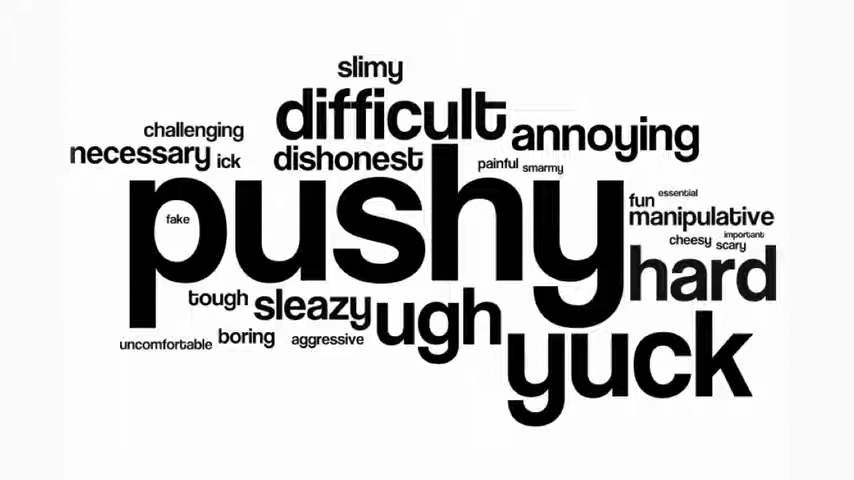 slimy
difficult
challenging
annoying
necessary
ick
dishonest
painful
smarmy
pushy
essential
fun
fake
manipulative
important
cheesy
scary
hard
tough
sleazy
ugh
uncomfortable
boring
aggressive
yuck